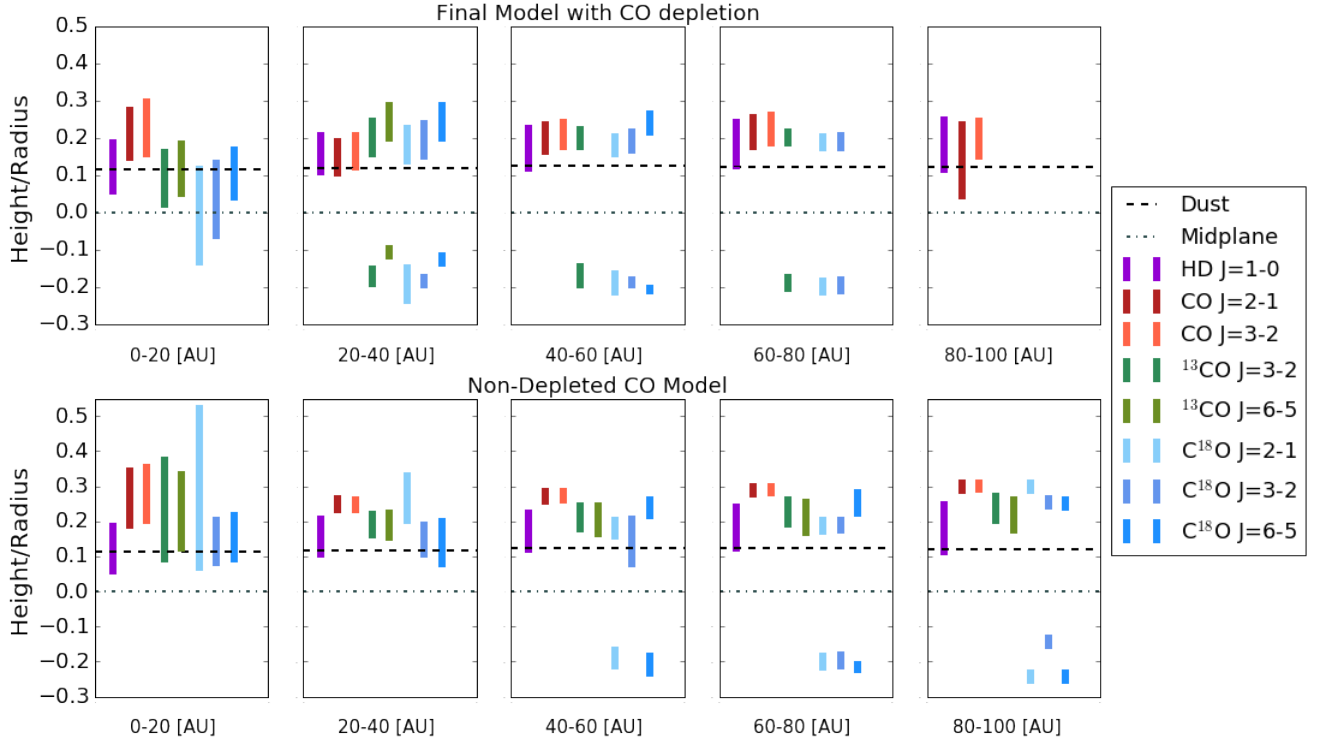 Final Model with CO depletion
0.5
0.4
0.3
0.2
0.1
0.0
−0.1
−0.2
−0.3
Height/Radius
0-20 [AU]
20-40 [AU]
40-60 [AU]
60-80 [AU]
80-100 [AU]
Non-Depleted CO Model
0.5
0.4
0.3
0.2
0.1
0.0
−0.1
−0.2
−0.3
Height/Radius
0-20 [AU]
20-40 [AU]
40-60 [AU]
60-80 [AU]
80-100 [AU]
Dust
Midplane
HD J=1-0
CO J=2-1
CO J=3-2
¹³CO J=3-2
¹³CO J=6-5
C¹⁸O J=2-1
C¹⁸O J=3-2
C¹⁸O J=6-5